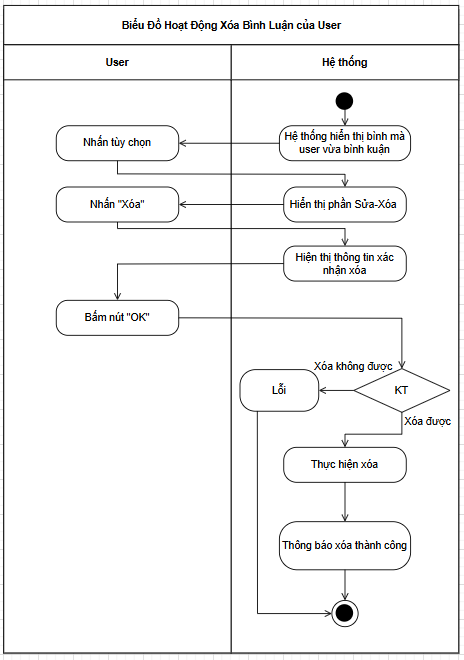 Biểu Đồ Hoạt Động Xóa Bình Luận của User
User
Hệ thống
Hệ thống hiển thị bình mà
user vừa bình kuận
Nhấn tùy chọn
Hiển thị phần Sửa-Xóa
Nhấn "Xóa"
Hiện thị thông tin xác
nhận xóa
Bấm nút "OK"
Xóa không được
KT
Lỗi
Xóa được
Thực hiện xóa
Thông báo xóa thành công